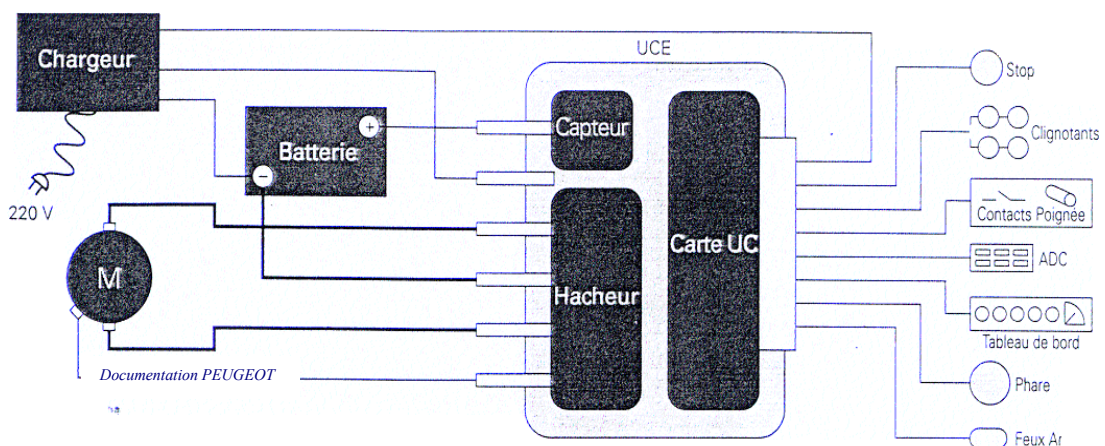 UCE
Chargeur
Capteur
Batterie
+
−
220 V
M
Hacheur
Carte UC
Stop
Clignotants
Contacts Poignée
ADC
Tableau de bord
Phare
Feux Ar
Documentation PEUGEOT